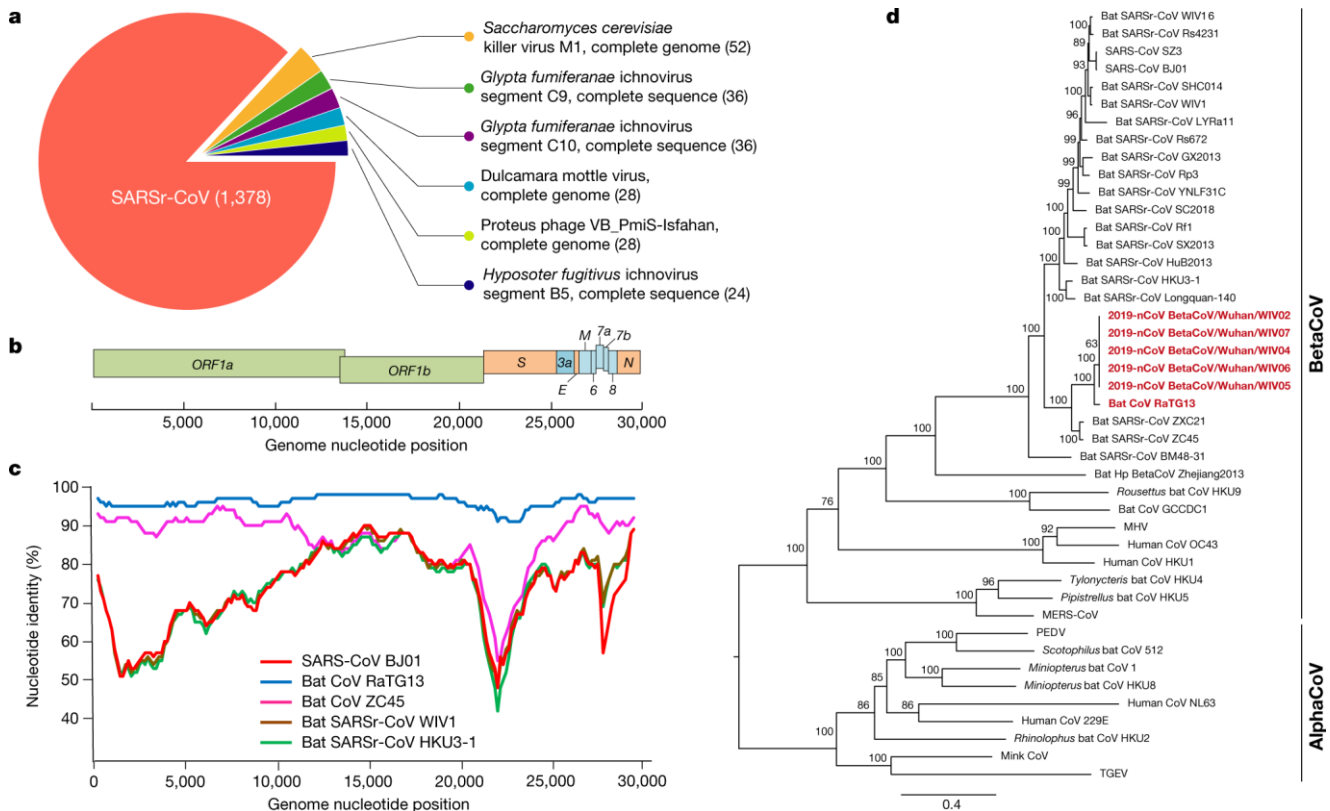 a
SARSr-CoV (1,378)
Saccharomyces cerevisiae
killer virus M1, complete genome (52)
Glypta fumiferanae ichnovirus
segment C9, complete sequence (36)
Glypta fumiferanae ichnovirus
segment C10, complete sequence (36)
Dulcamara mottle virus,
complete genome (28)
Proteus phage VB_PmiS-Isfahan,
complete genome (28)
Hyposoter fugitivus ichnovirus
segment B5, complete sequence (24)
b
ORF1a
ORF1b
S
3a
E
M
6
7a
7b
8
N
5,000
10,000
15,000
20,000
25,000
30,000
Genome nucleotide position
c
Nucleotide identity (%)
100
90
80
70
60
50
40
SARS-CoV BJ01
Bat CoV RaTG13
Bat CoV ZC45
Bat SARSr-CoV WIV1
Bat SARSr-CoV HKU3-1
0
5,000
10,000
15,000
20,000
25,000
30,000
Genome nucleotide position
d
Bat SARSr-CoV WIV16
Bat SARSr-CoV Rs4231
SARS-CoV SZ3
SARS-CoV BJ01
Bat SARSr-CoV SHC014
Bat SARSr-CoV WIV1
Bat SARSr-CoV LYRa11
Bat SARSr-CoV Rs672
Bat SARSr-CoV GX2013
Bat SARSr-CoV Rp3
Bat SARSr-CoV YNLF31C
Bat SARSr-CoV SC2018
Bat SARSr-CoV Rf1
Bat SARSr-CoV SX2013
Bat SARSr-CoV HuB2013
Bat SARSr-CoV HKU3-1
Bat SARSr-CoV Longquan-140
2019-nCoV BetaCoV/Wuhan/WIV02
2019-nCoV BetaCoV/Wuhan/WIV07
2019-nCoV BetaCoV/Wuhan/WIV04
2019-nCoV BetaCoV/Wuhan/WIV06
2019-nCoV BetaCoV/Wuhan/WIV05
Bat CoV RaTG13
Bat SARSr-CoV ZXC21
Bat SARSr-CoV ZC45
Bat SARSr-CoV BM48-31
Bat Hp BetaCoV Zhejiang2013
Rousettus bat CoV HKU9
Bat CoV GCCDC1
MHV
Human CoV OC43
Human CoV HKU1
Tylonycteris bat CoV HKU4
Pipistrellus bat CoV HKU5
MERS-CoV
PEDV
Scotophilus bat CoV 512
Miniopterus bat CoV 1
Miniopterus bat CoV HKU8
Human CoV NL63
Human CoV 229E
Rhinolophus bat CoV HKU2
Mink CoV
TGEV
100
89
93
96
99
99
100
100
100
100
100
63
100
100
100
100
100
100
76
92
100
100
96
100
100
100
85
100
86
86
100
100
0.4
BetaCoV
AlphaCoV